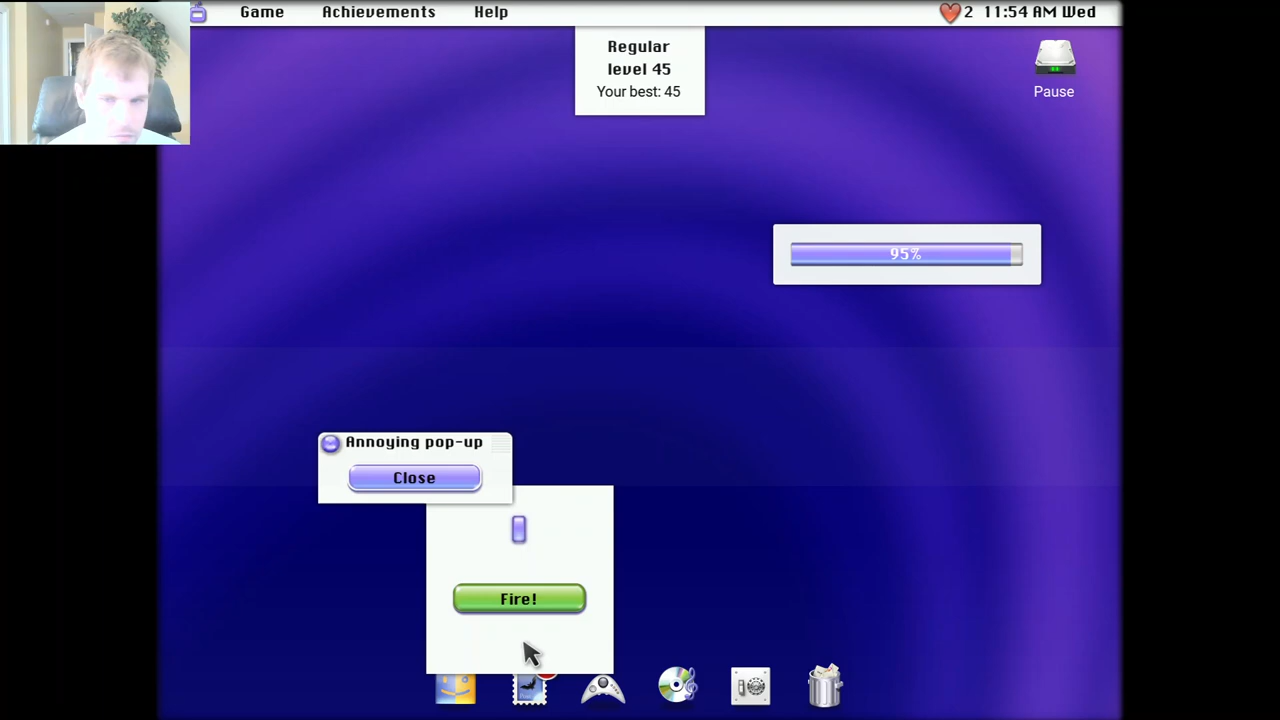 Game Achievements Help 2 11:54 AM Wed
Regular
level 45
Your best: 45
Pause
95%
Annoying pop-up
Close
Fire!